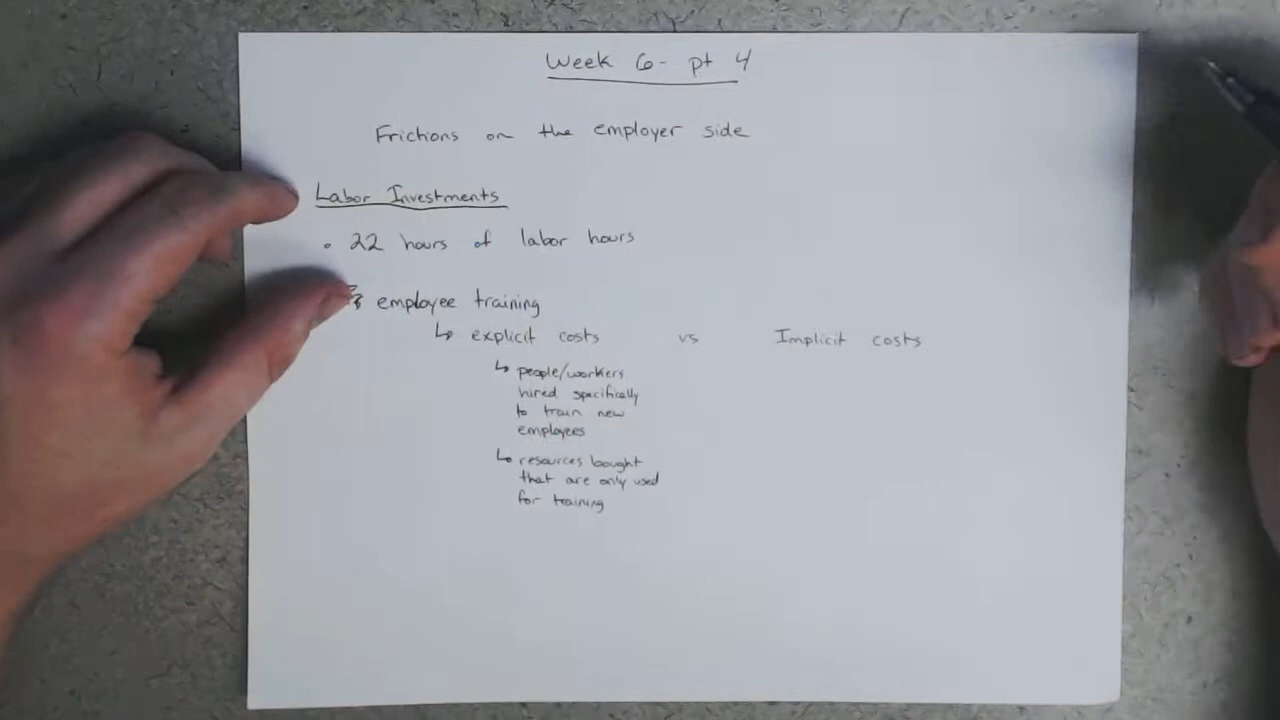 Week 6- pt 4
Frictions on the employer side
Labor Investments
• 22 hours of labor hours
employee training
↳ explicit costs vs Implicit costs
↳ people/workers
hired specifically
to train new
employees
↳ resources bought
that are only used
for training